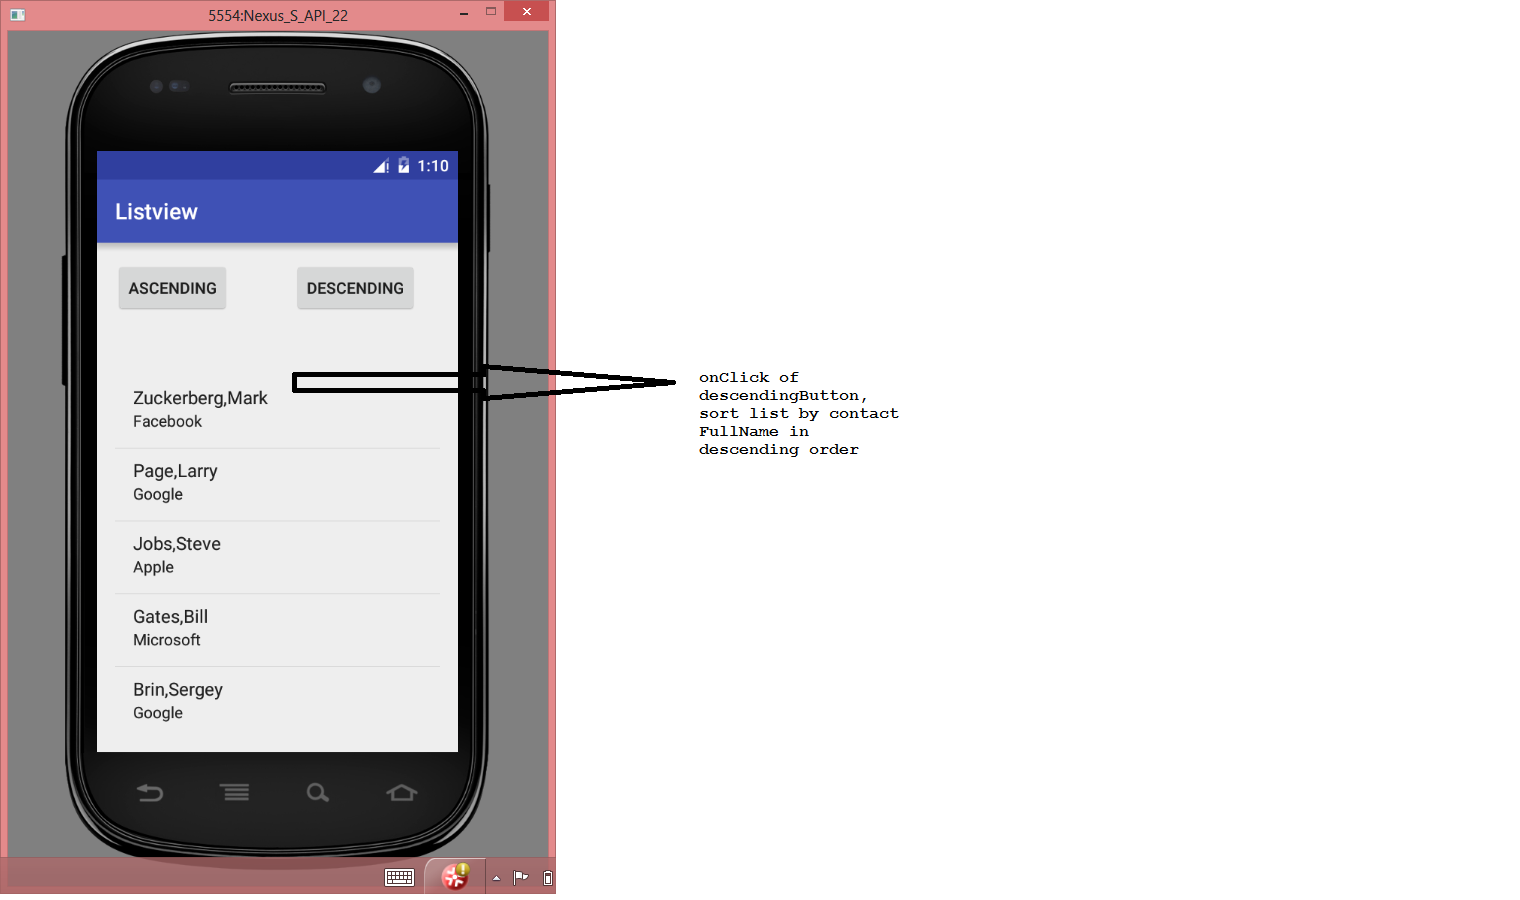 5554:Nexus_S_API_22
1:10
Listview
ASCENDING
DESCENDING
Zuckerberg,Mark
Facebook
Page,Larry
Google
Jobs,Steve
Apple
Gates,Bill
Microsoft
Brin,Sergey
Google
onClick of
descendingButton,
sort list by contact
FullName in
descending order